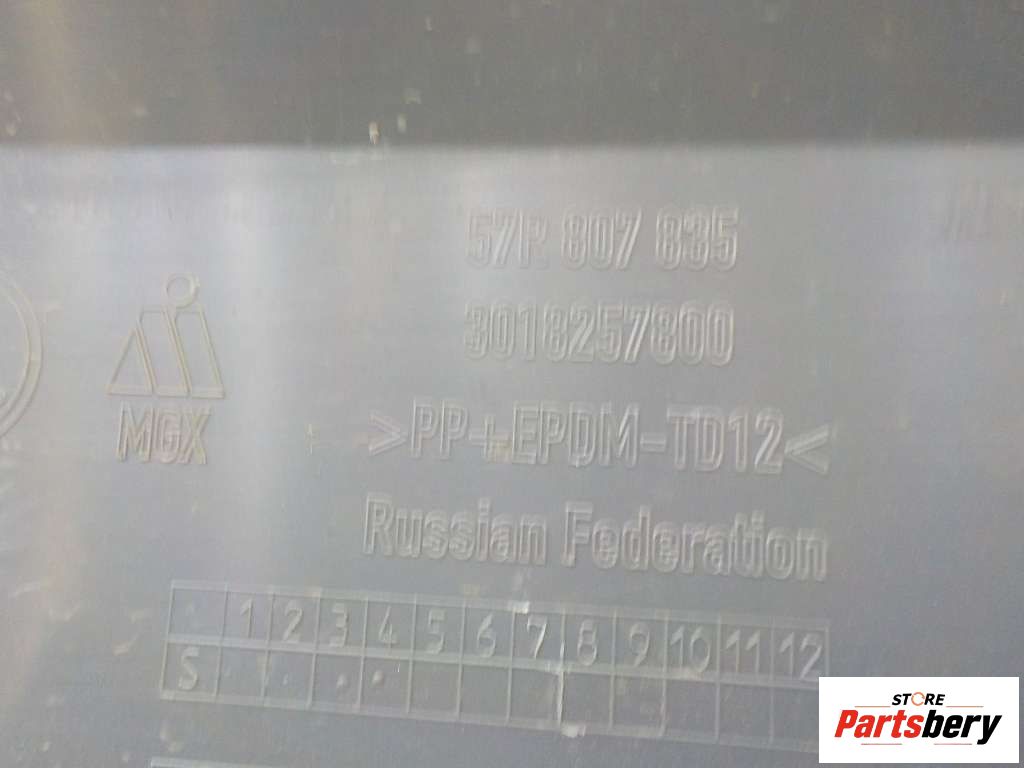 57R 807 835
3018257800
MGX
>PP+EPDM-TD12<
Russian Federation
1 2 3 4 5 6 7 8 9 10 11 12
S
STORE
Partsbery